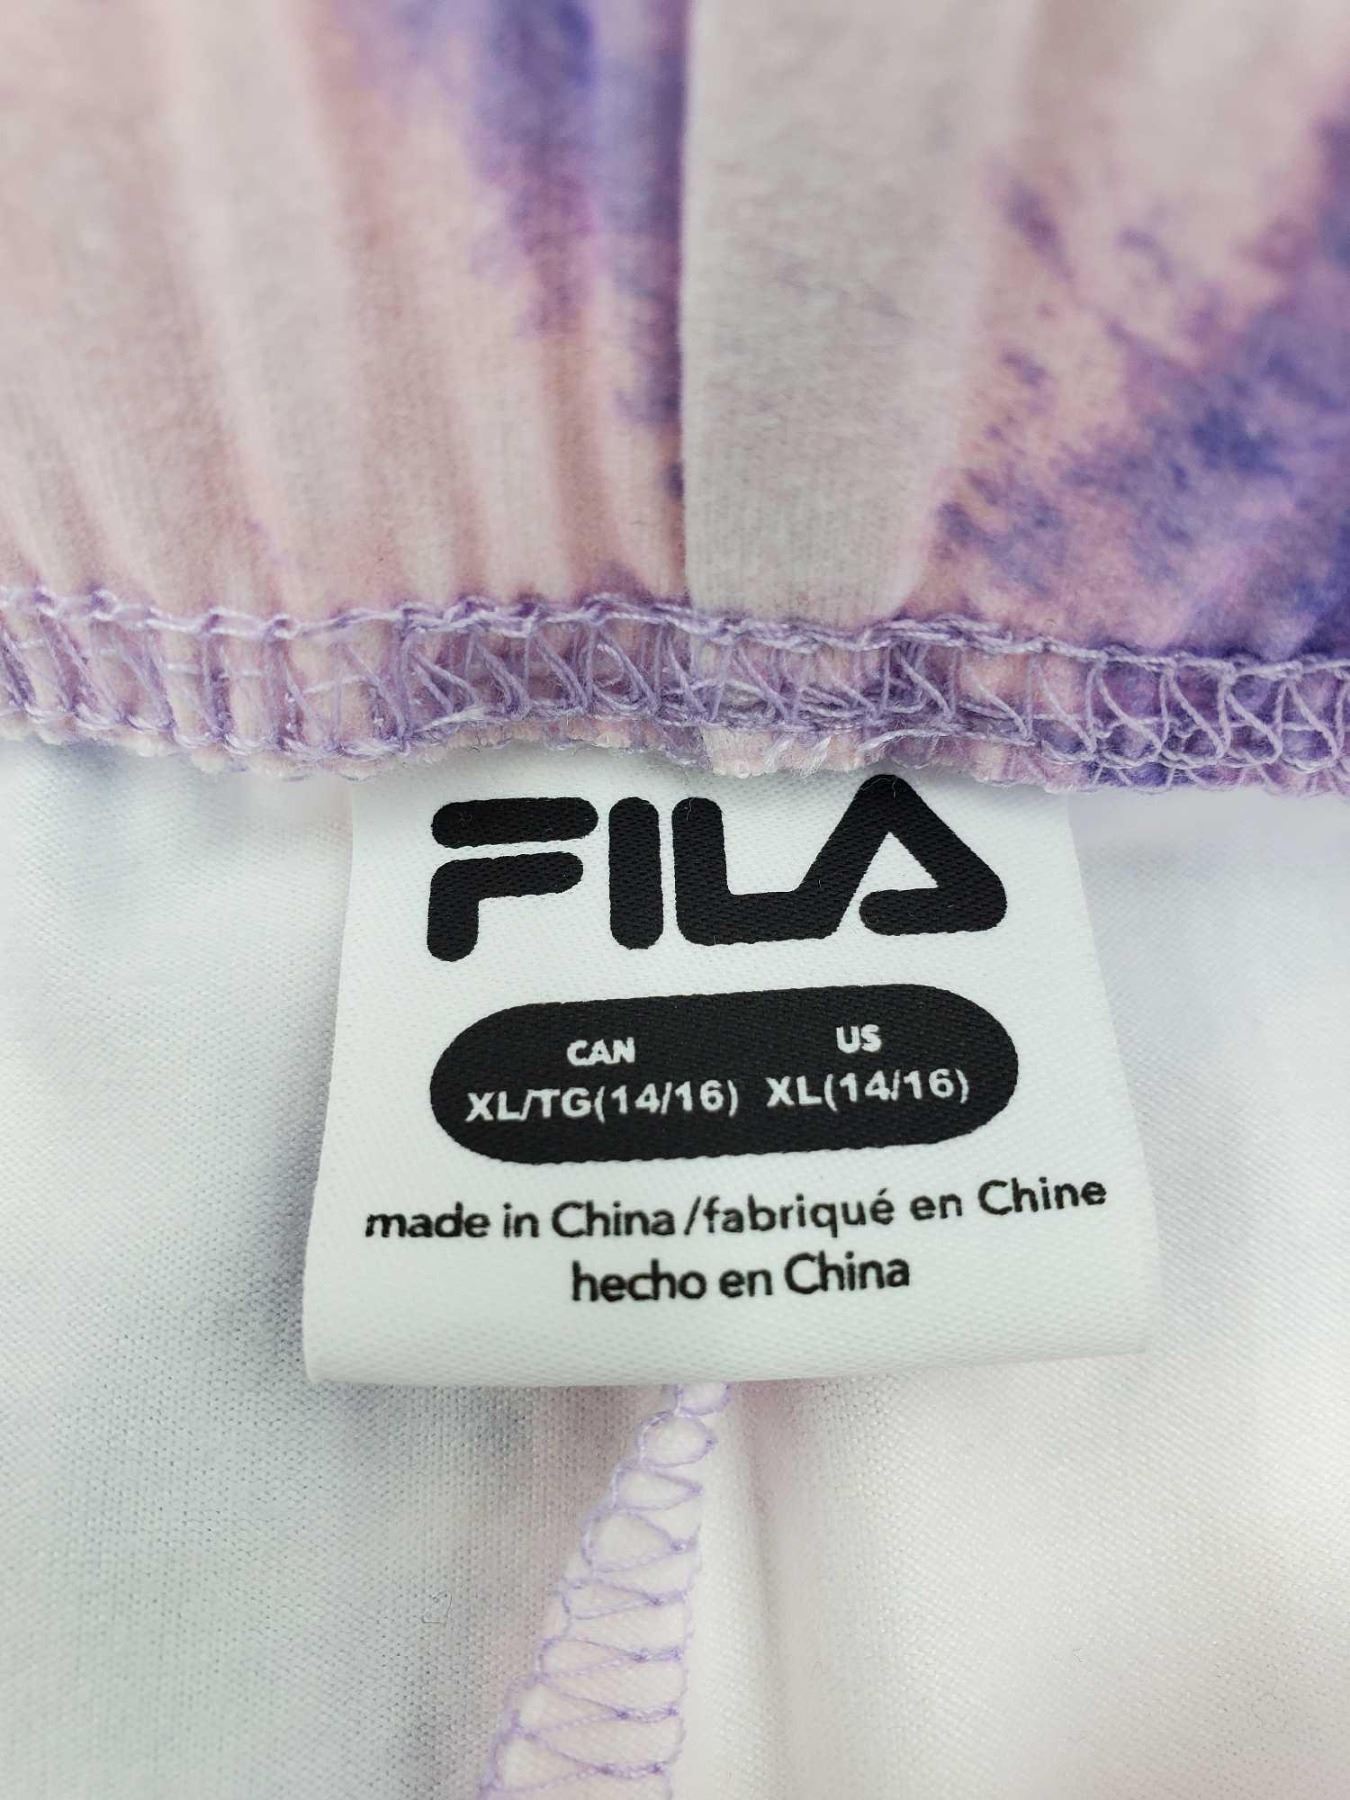 FILA
CAN US
XL/TG(14/16) XL(14/16)
made in China/fabriqué en Chine
hecho en China